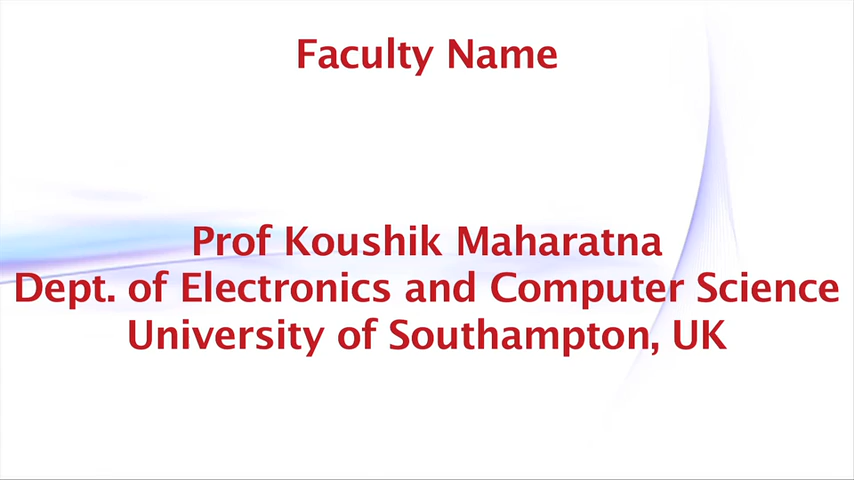 Faculty Name
Prof Koushik Maharatna
Dept. of Electronics and Computer Science
University of Southampton, UK